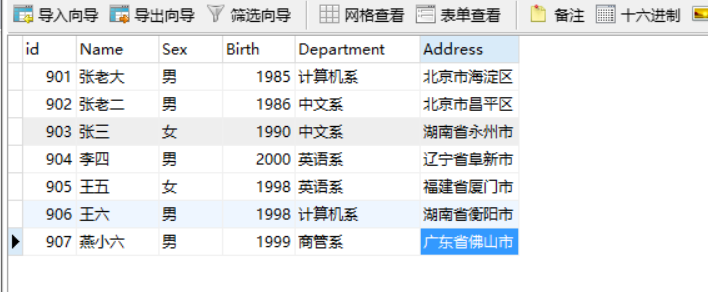 导入向导 导出向导 筛选向导 网格查看 表单查看 备注 十六进制
id Name Sex Birth Department Address
901 张老大 男 1985 计算机系 北京市海淀区
902 张老二 男 1986 中文系 北京市昌平区
903 张三 女 1990 中文系 湖南省永州市
904 李四 男 2000 英语系 辽宁省阜新市
905 王五 女 1998 英语系 福建省厦门市
906 王六 男 1998 计算机系 湖南省衡阳市
907 燕小六 男 1999 商管系 广东省佛山市